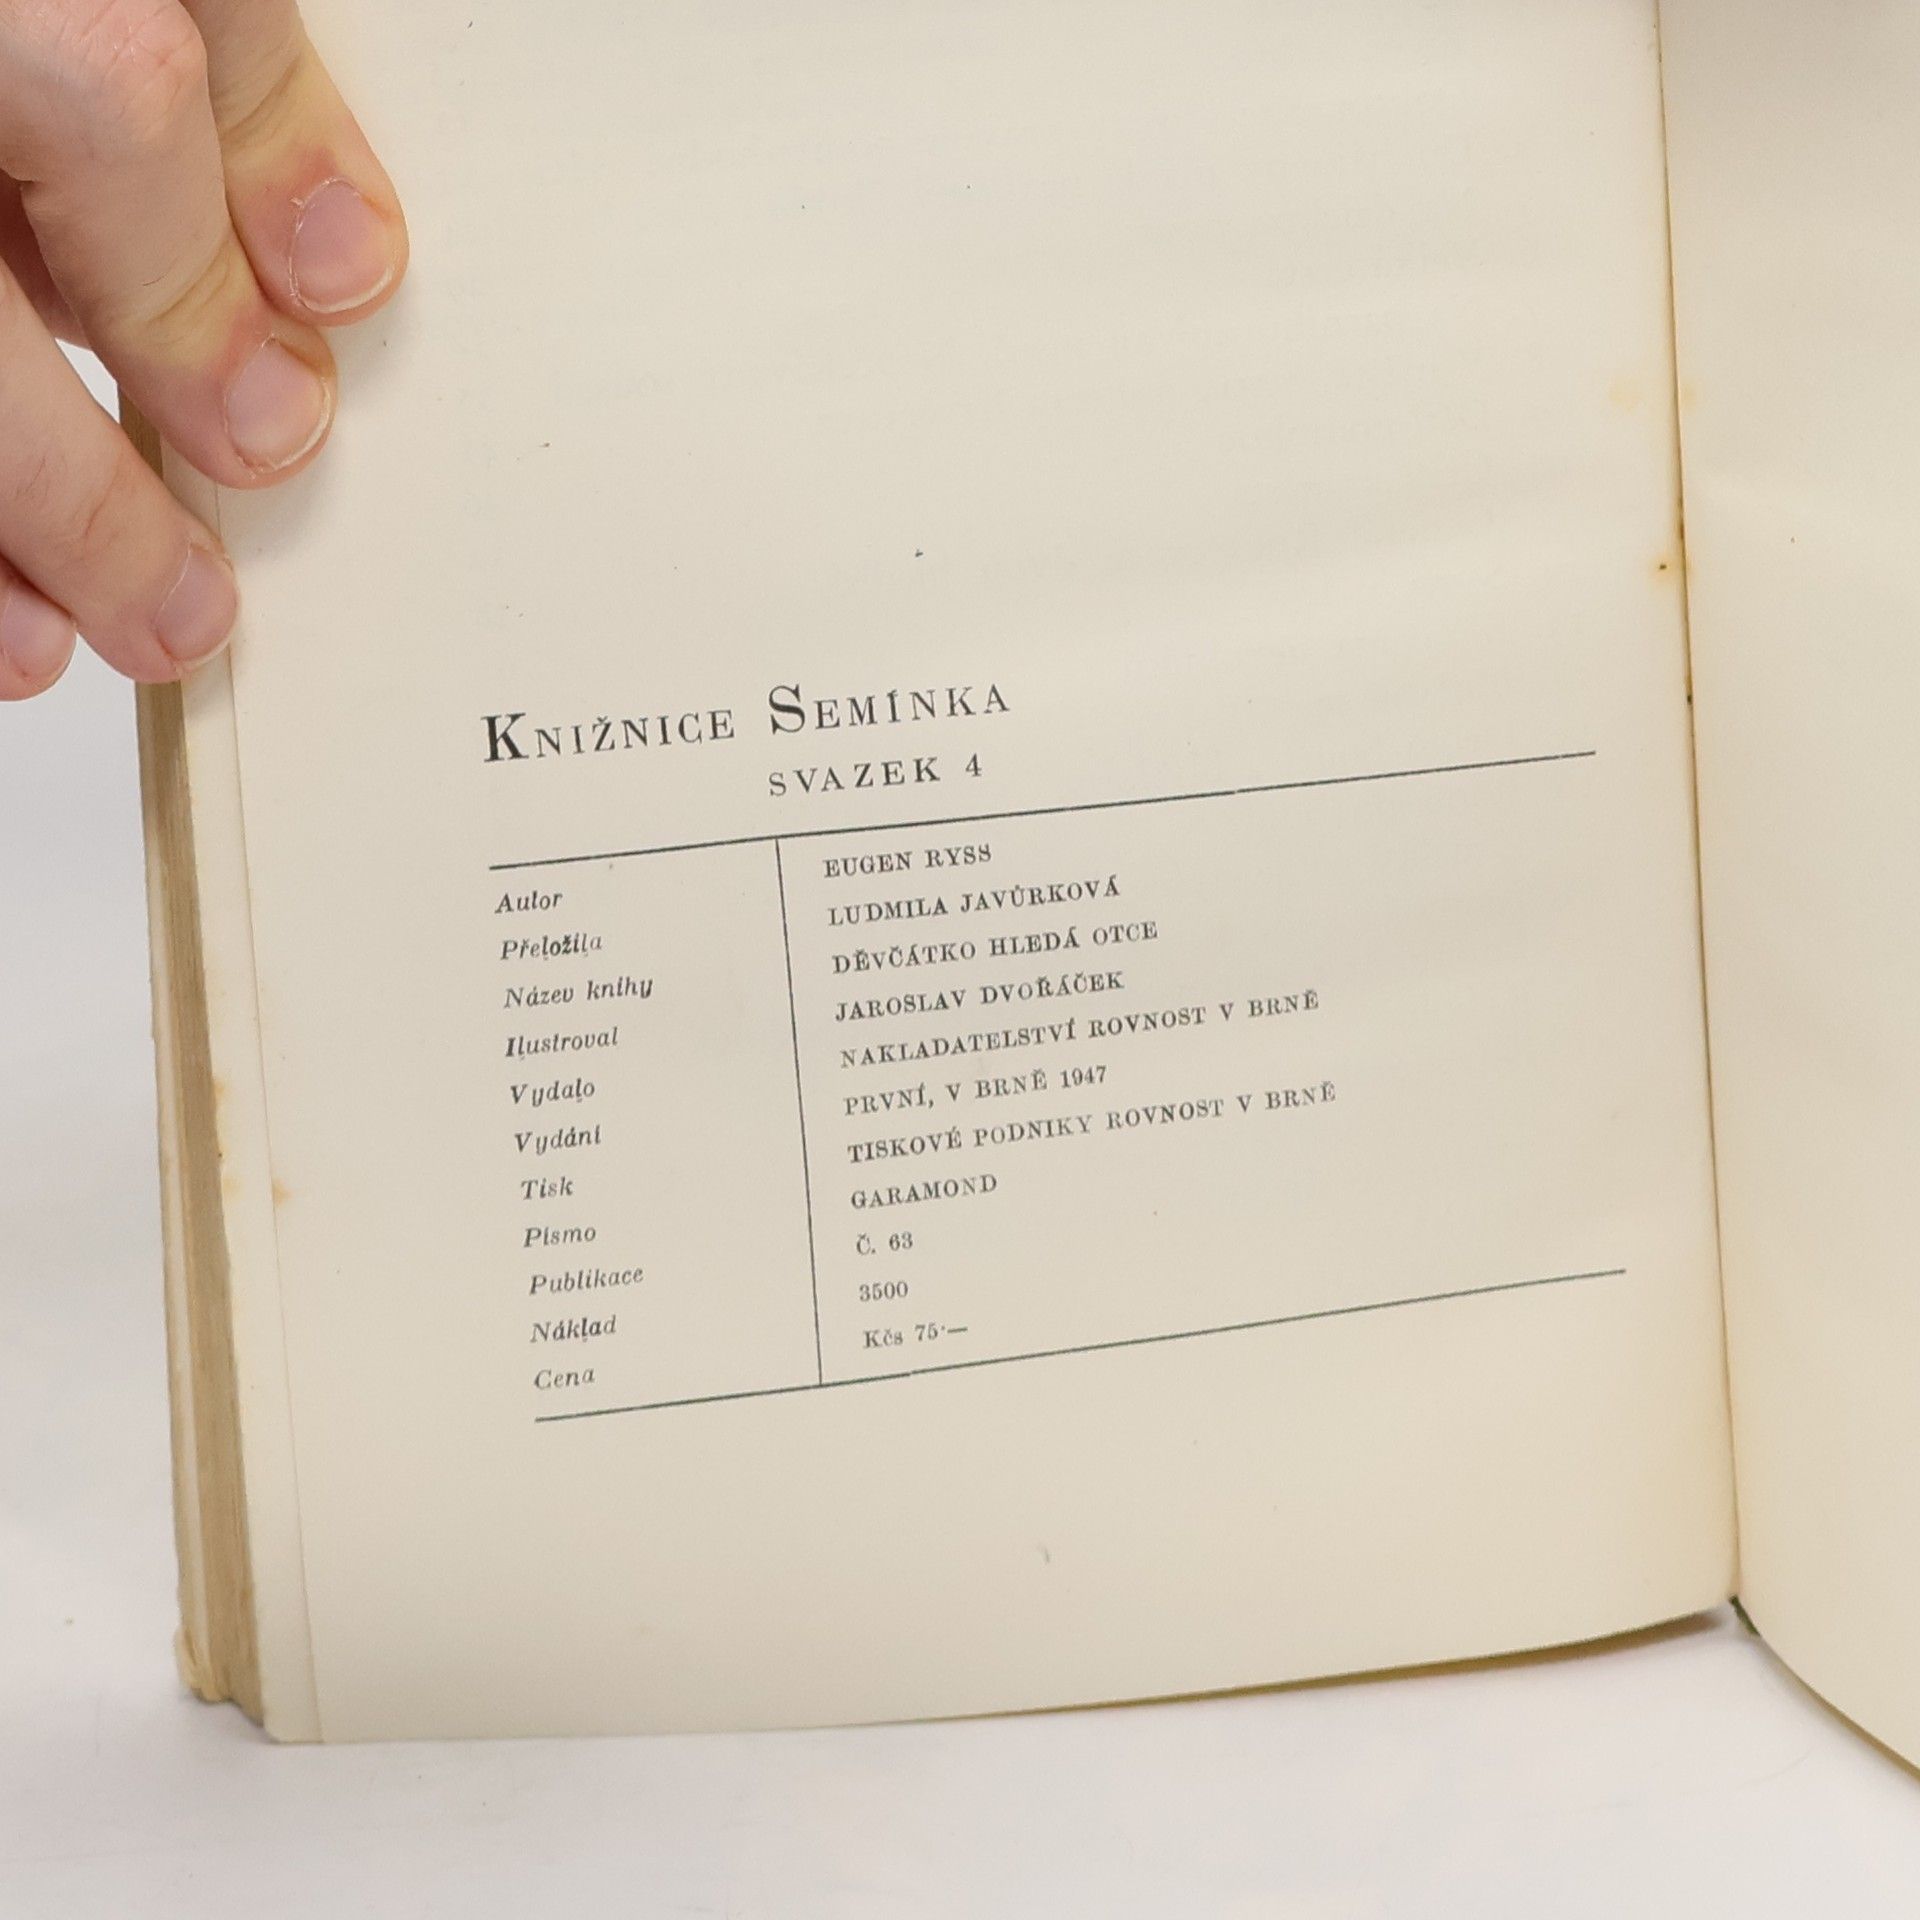 KNIŽNICE SEMÍNKA
SVAZEK 4
Autor EUGEN RYSS
Přeložila LUDMILA JAVŮRKOVÁ
Název knihy DĚVČÁTKO HLEDÁ OTCE
Ilustroval JAROSLAV DVOŘÁČEK
Vydalo NAKLADATELSTVÍ ROVNOST V BRNĚ
Vydání PRVNÍ, V BRNĚ 1947
Tisk TISKOVÉ PODNIKY ROVNOST V BRNĚ
Písmo GARAMOND
Publikace Č. 63
Náklad 3500
Cena Kčs 75·—